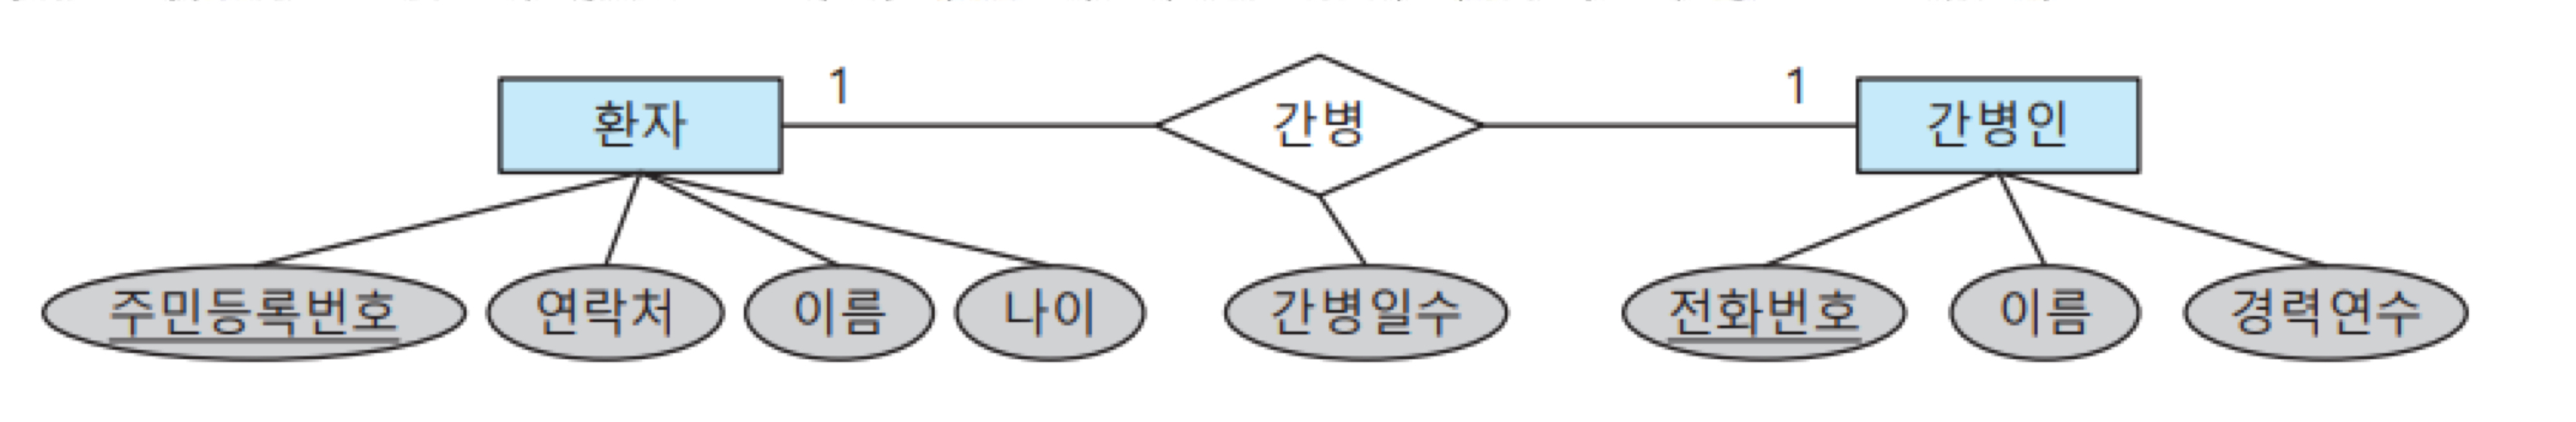 환자 1 간병 1 간병인
주민등록번호 연락처 이름 나이 간병일수 전화번호 이름 경력연수